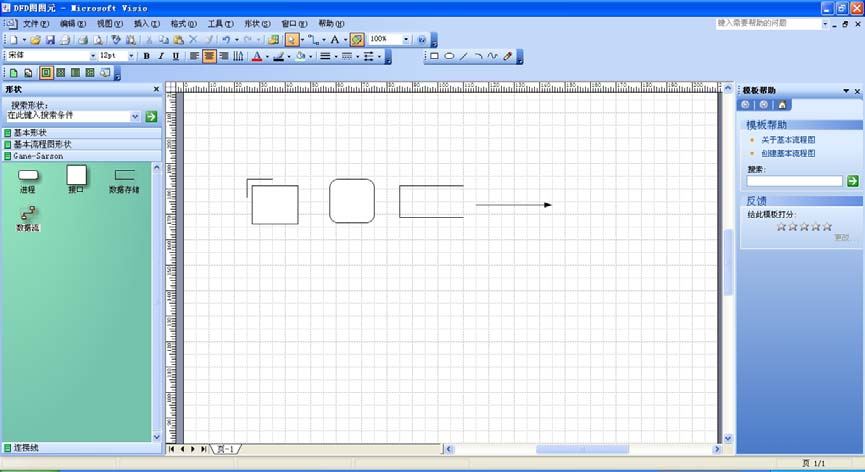 DFD图图元 - Microsoft Visio
文件(F) 编辑(E) 视图(V) 插入(I) 格式(O) 工具(T) 形状(S) 窗口(W) 帮助(H)
键入需要帮助的问题
100%
宋体 12pt B I U
形状
搜索形状:
在此键入搜索条件
基本形状
基本流程图形状
Gane-Sarson
进程 接口 数据存储
数据流
连接线
页-1
模板帮助
模板帮助
关于基本流程图
创建基本流程图
搜索:
反馈
给此模板打分:
更改...
页 1/1